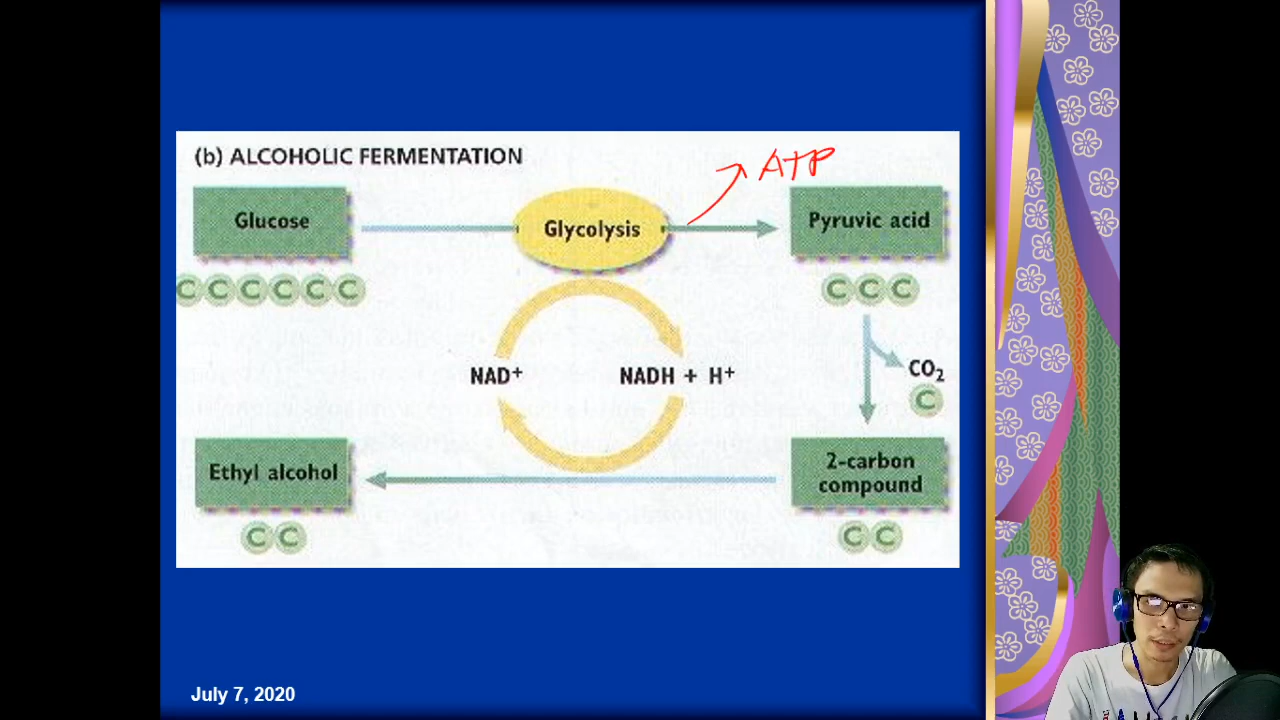 (b) ALCOHOLIC FERMENTATION
ATP
Glucose
Glycolysis
Pyruvic acid
C C C C C C
C C C
NAD+
NADH + H+
CO2
C
Ethyl alcohol
2-carbon
compound
C C
C C
July 7, 2020